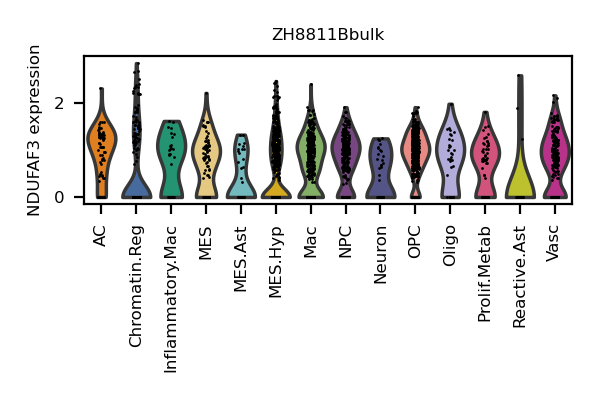 ZH8811Bbulk
NDUFAF3 expression
2
0
AC
Chromatin.Reg
Inflammatory.Mac
MES
MES.Ast
MES.Hyp
Mac
NPC
Neuron
OPC
Oligo
Prolif.Metab
Reactive.Ast
Vasc